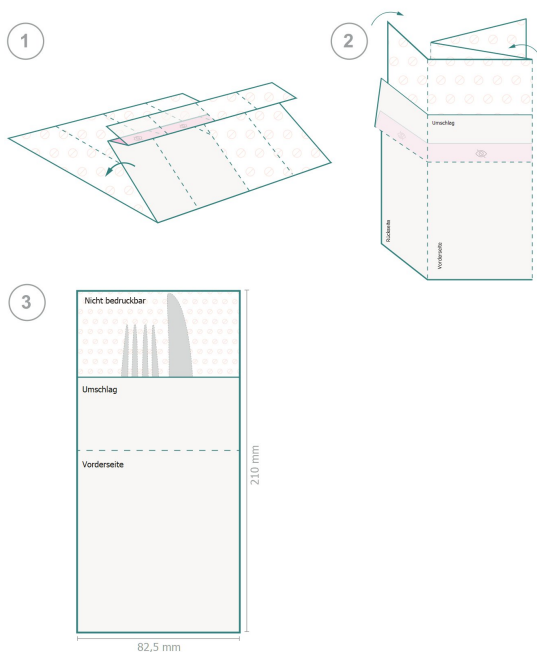 1
2
Umschlag
Rückseite
Vorderseite
3
Nicht bedruckbar
Umschlag
Vorderseite
210 mm
82,5 mm